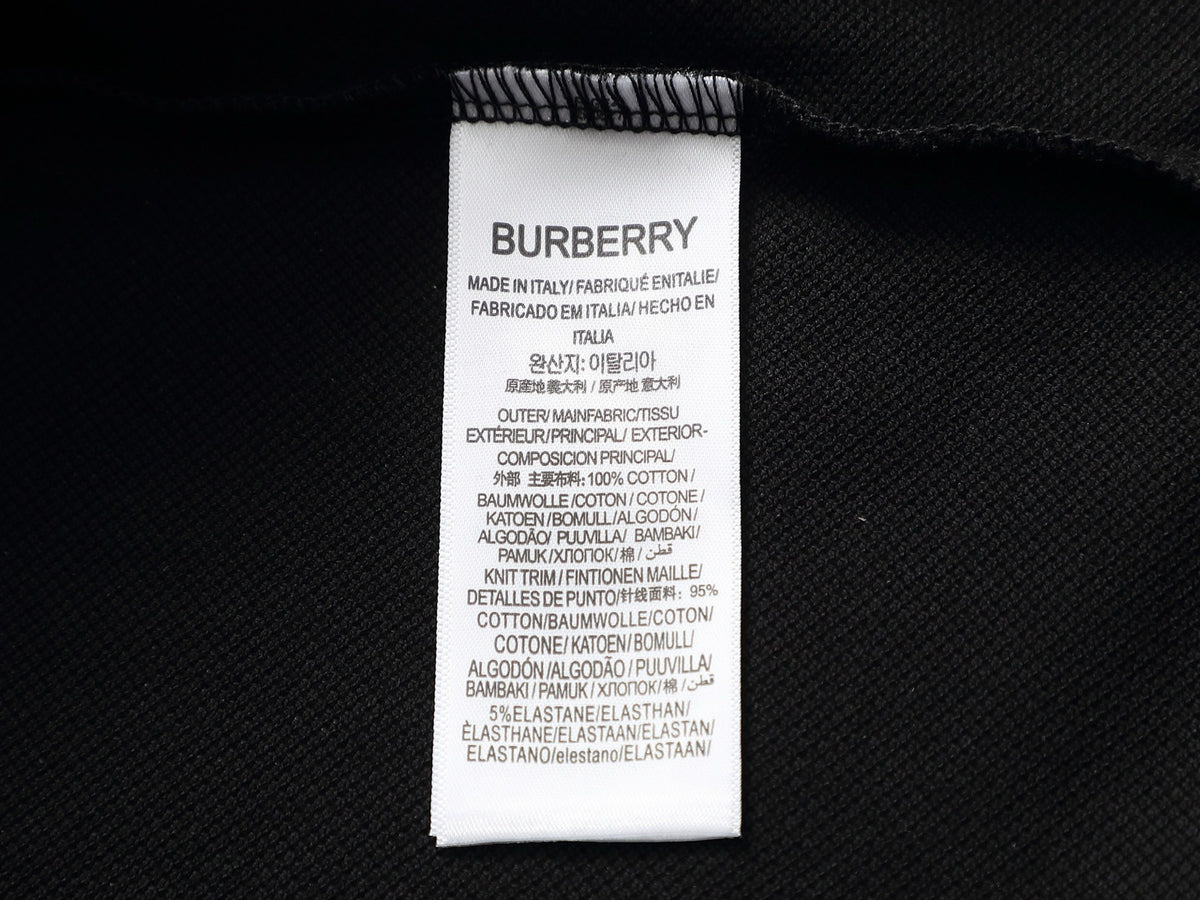 BURBERRY
MADE IN ITALY/ FABRIQUÉ ENITALIE/
FABRICADO EM ITALIA/ HECHO EN
ITALIA
완산지: 이탈리아
原産地義大利 / 原产地 意大利
OUTER/ MAINFABRIC/TISSU
EXTÉRIEUR/PRINCIPAL/ EXTERIOR-
COMPOSICION PRINCIPAL/
外部 主要布料: 100% COTTON /
BAUMWOLLE /COTON / COTONE /
KATOEN /BOMULL/ALGODÓN /
ALGODÃO/ PUUVILLA/ BAMBAKI/
PAMUK /ХЛОПОК/ 棉 / قطن
KNIT TRIM / FINTIONEN MAILLE/
DETALLES DE PUNTO/针线面料: 95%
COTTON/BAUMWOLLE/COTON/
COTONE/ KATOEN/ BOMULL/
ALGODÓN /ALGODÃO / PUUVILLA/
BAMBAKI / PAMUK / ХЛОПОК/棉 /قطن
5%ELASTANE/ELASTHAN/
ÈLASTHANE/ELASTAAN/ELASTAN/
ELASTANO/elestano/ELASTAAN/